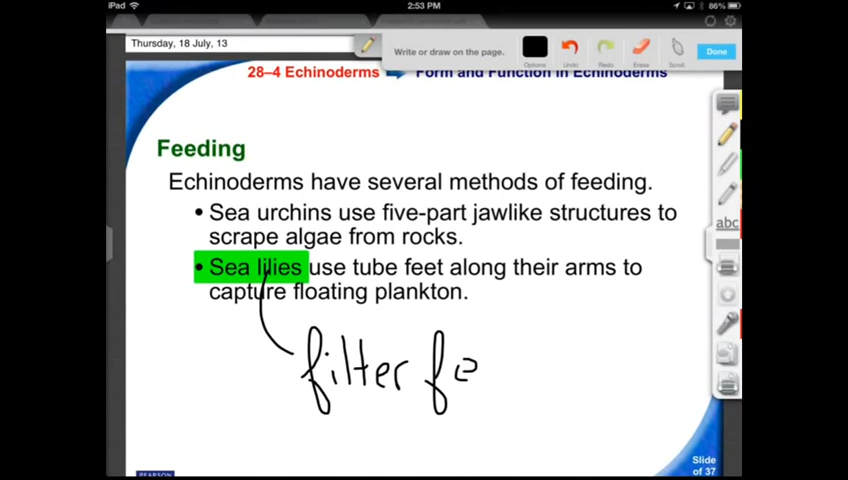 iPad
2:53 PM
86%
Thursday, 18 July, 13
Write or draw on the page.
Options
Undo
Redo
Erase
Scroll
Done
28–4 Echinoderms
Form and Function in Echinoderms
Feeding
Echinoderms have several methods of feeding.
• Sea urchins use five-part jawlike structures to
scrape algae from rocks.
• Sea lilies use tube feet along their arms to
capture floating plankton.
filter fe
abc
Slide
of 37
PEARSON